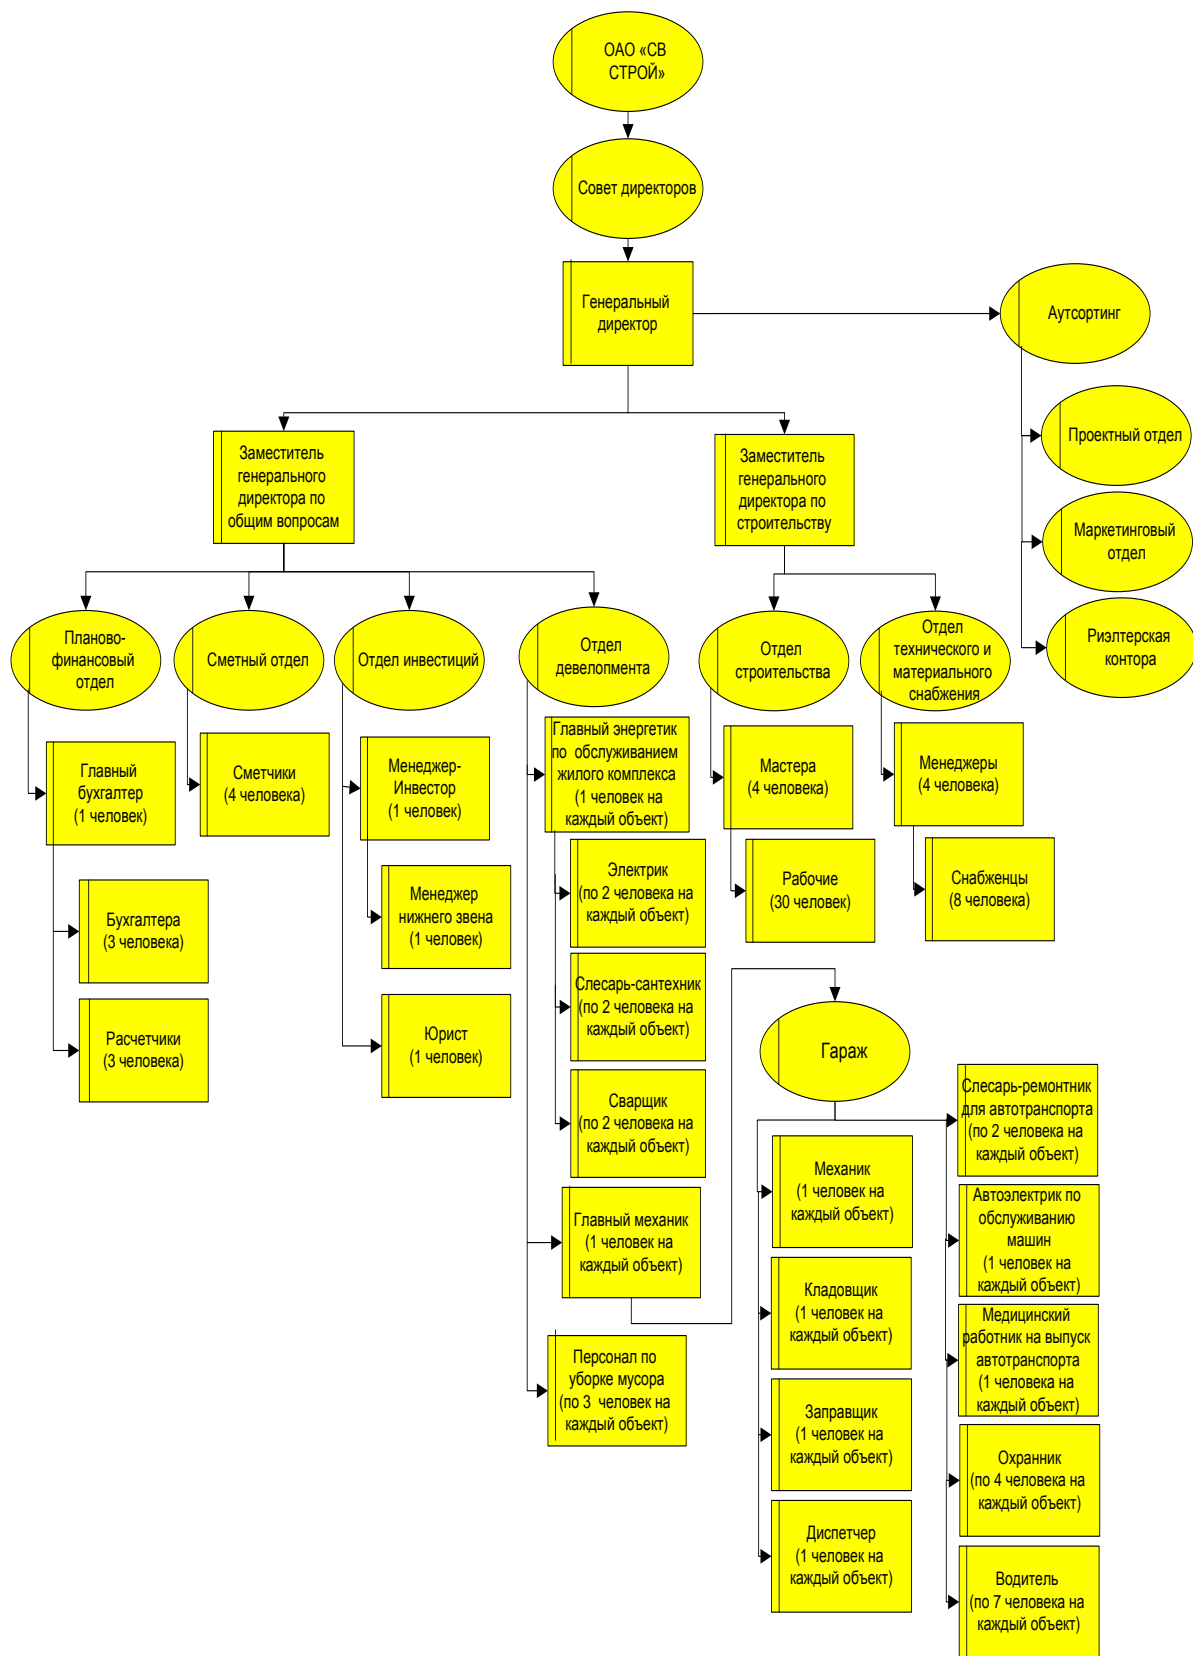 ОАО «СВ
СТРОЙ»
Совет директоров
Генеральный
директор
Аутсортинг
Проектный отдел
Маркетинговый
отдел
Риэлтерская
контора
Заместитель
генерального
директора по
общим вопросам
Заместитель
генерального
директора по
строительству
Планово-
финансовый
отдел
Сметный отдел
Отдел инвестиций
Отдел
девелопмента
Отдел
строительства
Отдел
технического и
материального
снабжения
Главный
бухгалтер
(1 человек)
Бухгалтера
(3 человека)
Расчетчики
(3 человека)
Сметчики
(4 человека)
Менеджер-
Инвестор
(1 человек)
Менеджер
нижнего звена
(1 человек)
Юрист
(1 человек)
Главный энергетик
по обслуживанием
жилого комплекса
(1 человек на
каждый объект)
Электрик
(по 2 человека на
каждый объект)
Слесарь-сантехник
(по 2 человека на
каждый объект)
Сварщик
(по 2 человека на
каждый объект)
Главный механик
(1 человек на
каждый объект)
Персонал по
уборке мусора
(по 3 человек на
каждый объект)
Мастера
(4 человека)
Рабочие
(30 человек)
Менеджеры
(4 человека)
Снабженцы
(8 человека)
Гараж
Механик
(1 человек на
каждый объект)
Кладовщик
(1 человек на
каждый объект)
Заправщик
(1 человек на
каждый объект)
Диспетчер
(1 человек на
каждый объект)
Слесарь-ремонтник
для автотранспорта
(по 2 человека на
каждый объект)
Автоэлектрик по
обслуживанию
машин
(1 человек на
каждый объект)
Медицинский
работник на выпуск
автотранспорта
(1 человека на
каждый объект)
Охранник
(по 4 человека на
каждый объект)
Водитель
(по 7 человека на
каждый объект)